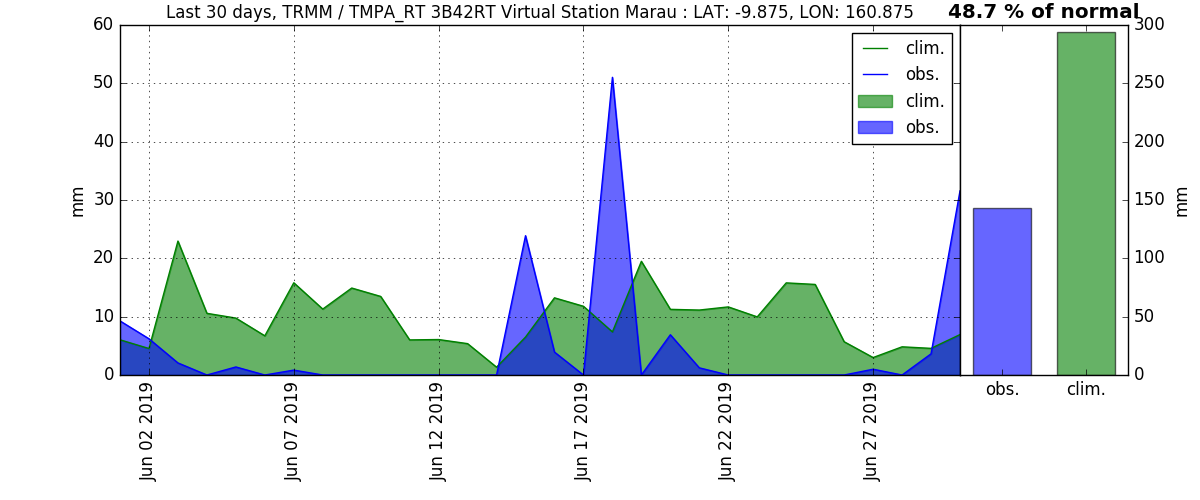 Last 30 days, TRMM / TMPA_RT 3B42RT Virtual Station Marau : LAT: -9.875, LON: 160.875
48.7 % of normal
mm
60
50
40
30
20
10
0
clim.
obs.
clim.
obs.
Jun 02 2019
Jun 07 2019
Jun 12 2019
Jun 17 2019
Jun 22 2019
Jun 27 2019
obs.
clim.
300
250
200
150
100
50
0
mm